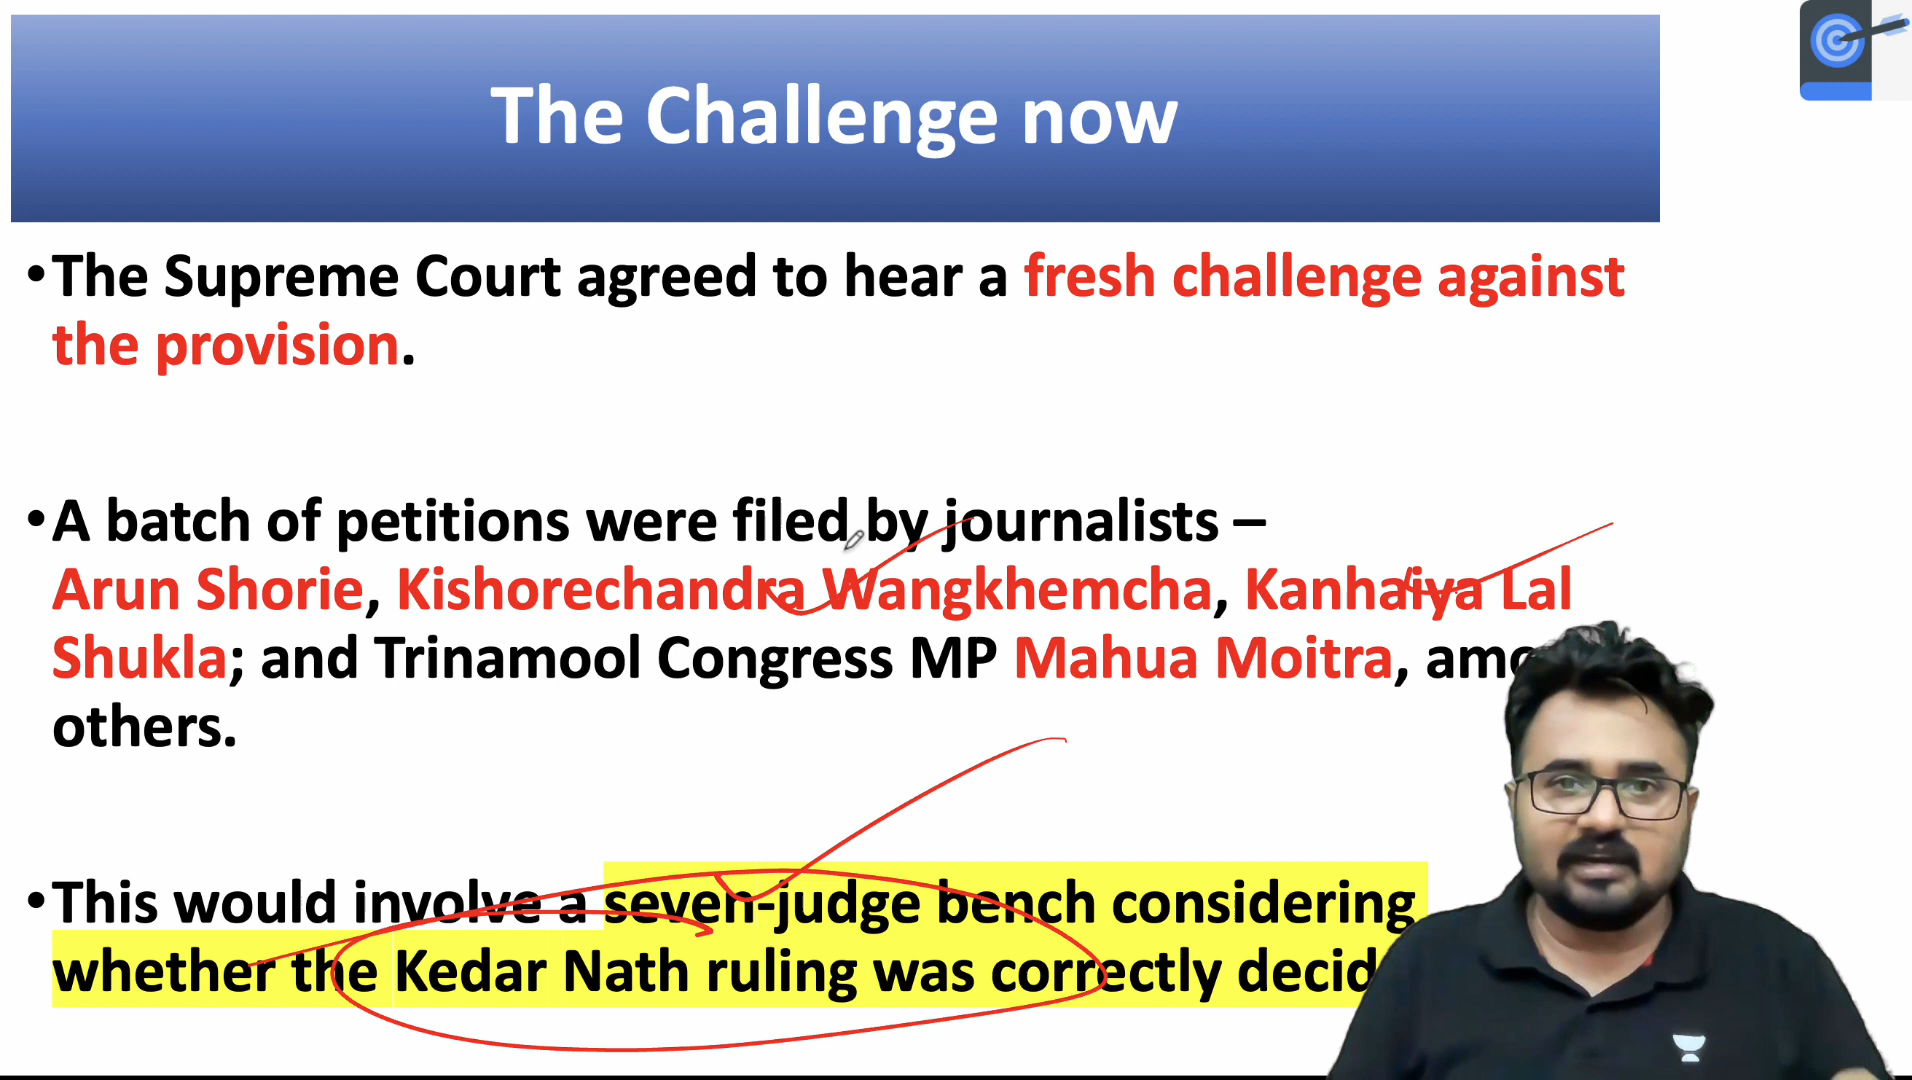 The Challenge now
•The Supreme Court agreed to hear a fresh challenge against
the provision.
•A batch of petitions were filed by journalists –
Arun Shorie, Kishorechandra Wangkhemcha, Kanhaiya Lal
Shukla; and Trinamool Congress MP Mahua Moitra,
others.
•This would involve a seven-judge bench considering
whether the Kedar Nath ruling was correctly